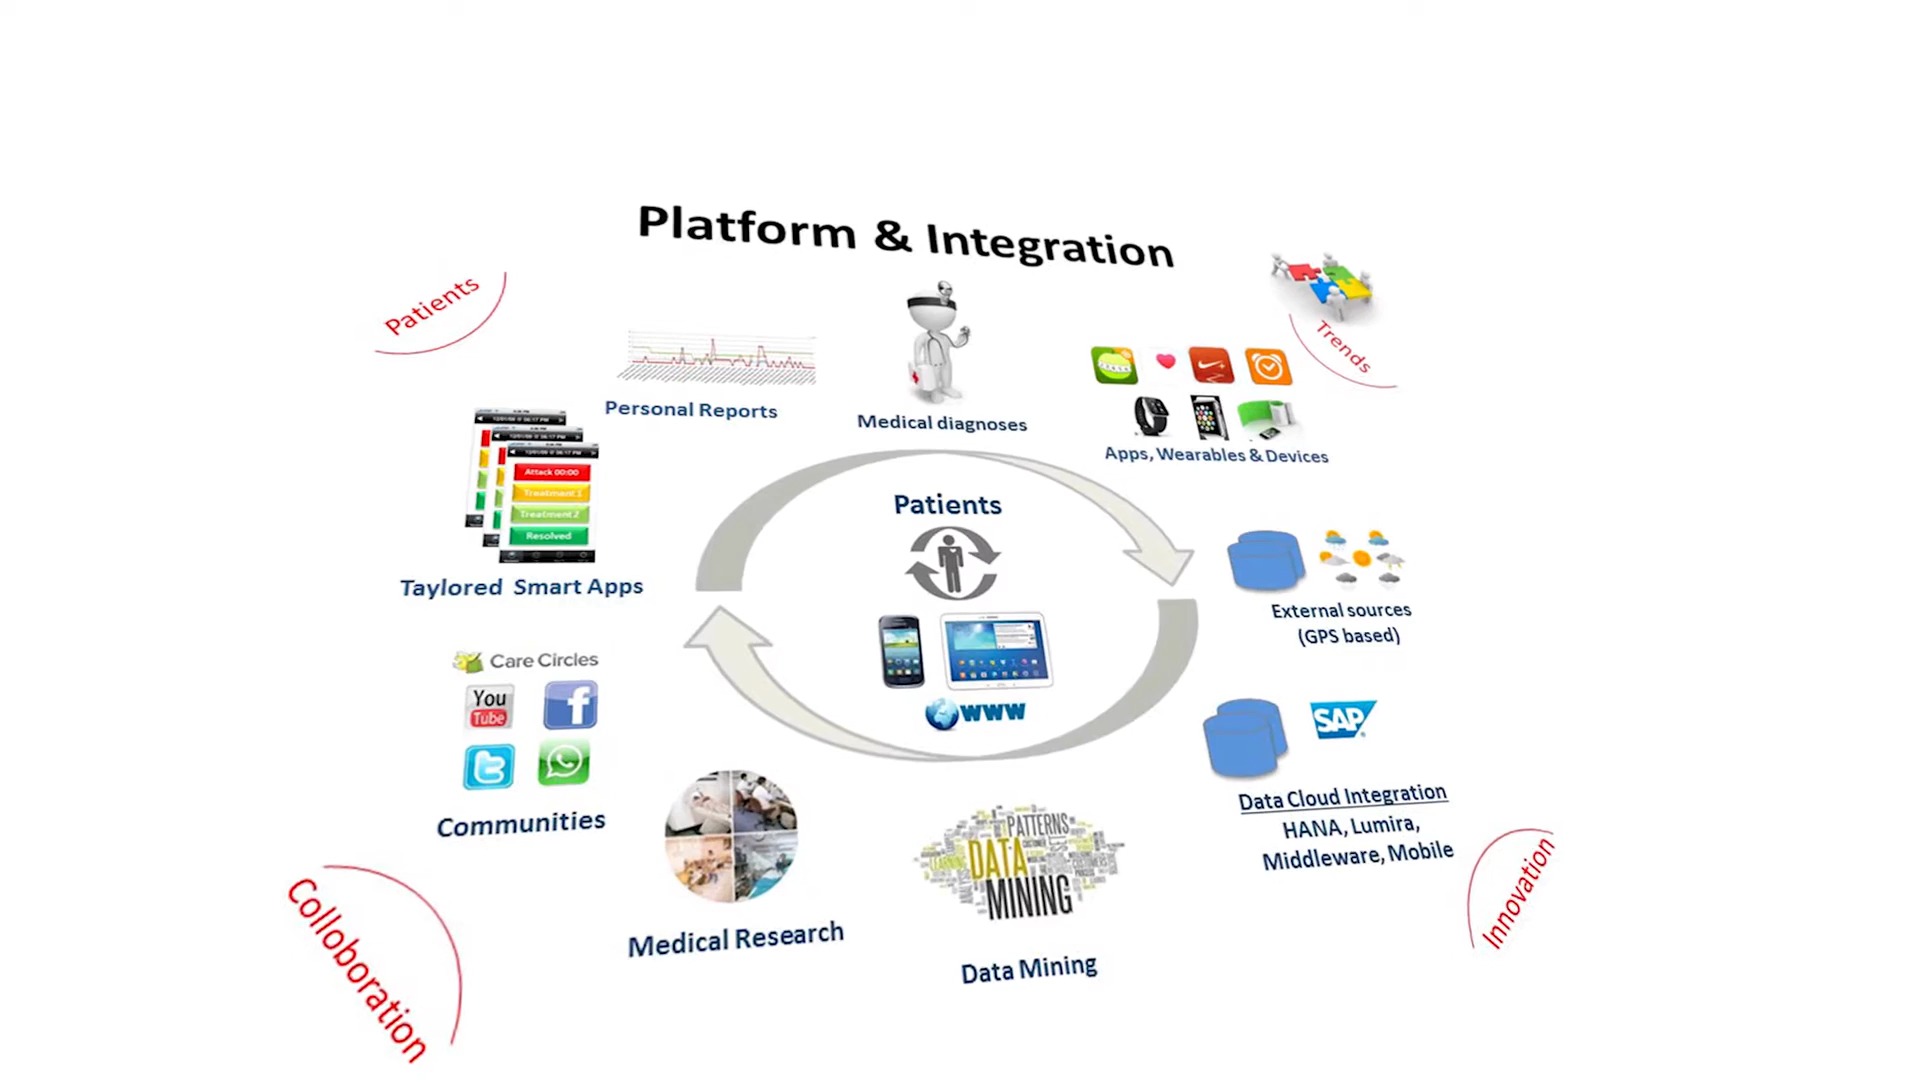 Platform & Integration
Patients
Trends
Personal Reports
Medical diagnoses
Apps, Wearables & Devices
Attack 00:00
Treatment 1
Treatment 2
Resolved
Taylored Smart Apps
Patients
www
External sources
(GPS based)
Care Circles
You
Tube
f
SAP
Communities
Data Cloud Integration
HANA, Lumira,
Middleware, Mobile
PATTERNS
DATA
MINING
Medical Research
Data Mining
Colloboration
Innovation